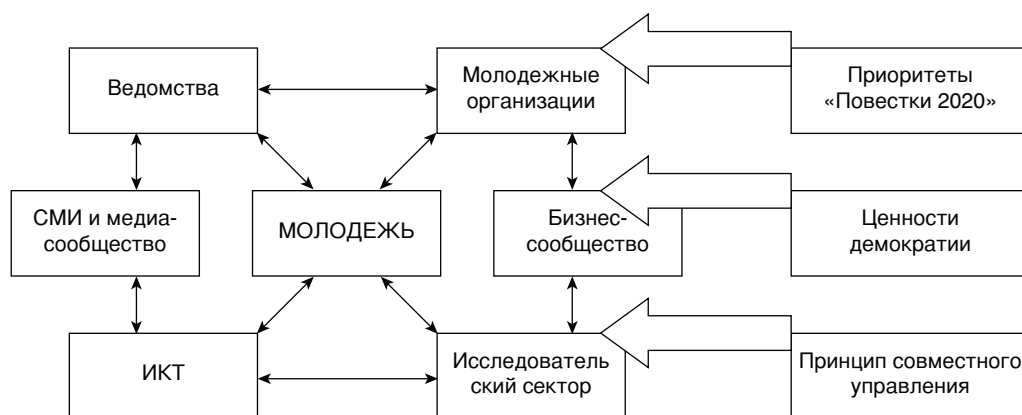 Ведомства
Молодежные
организации
Приоритеты
«Повестки 2020»
СМИ и медиа-
сообщество
МОЛОДЕЖЬ
Бизнес-
сообщество
Ценности
демократии
ИКТ
Исследователь
ский сектор
Принцип совместного
управления